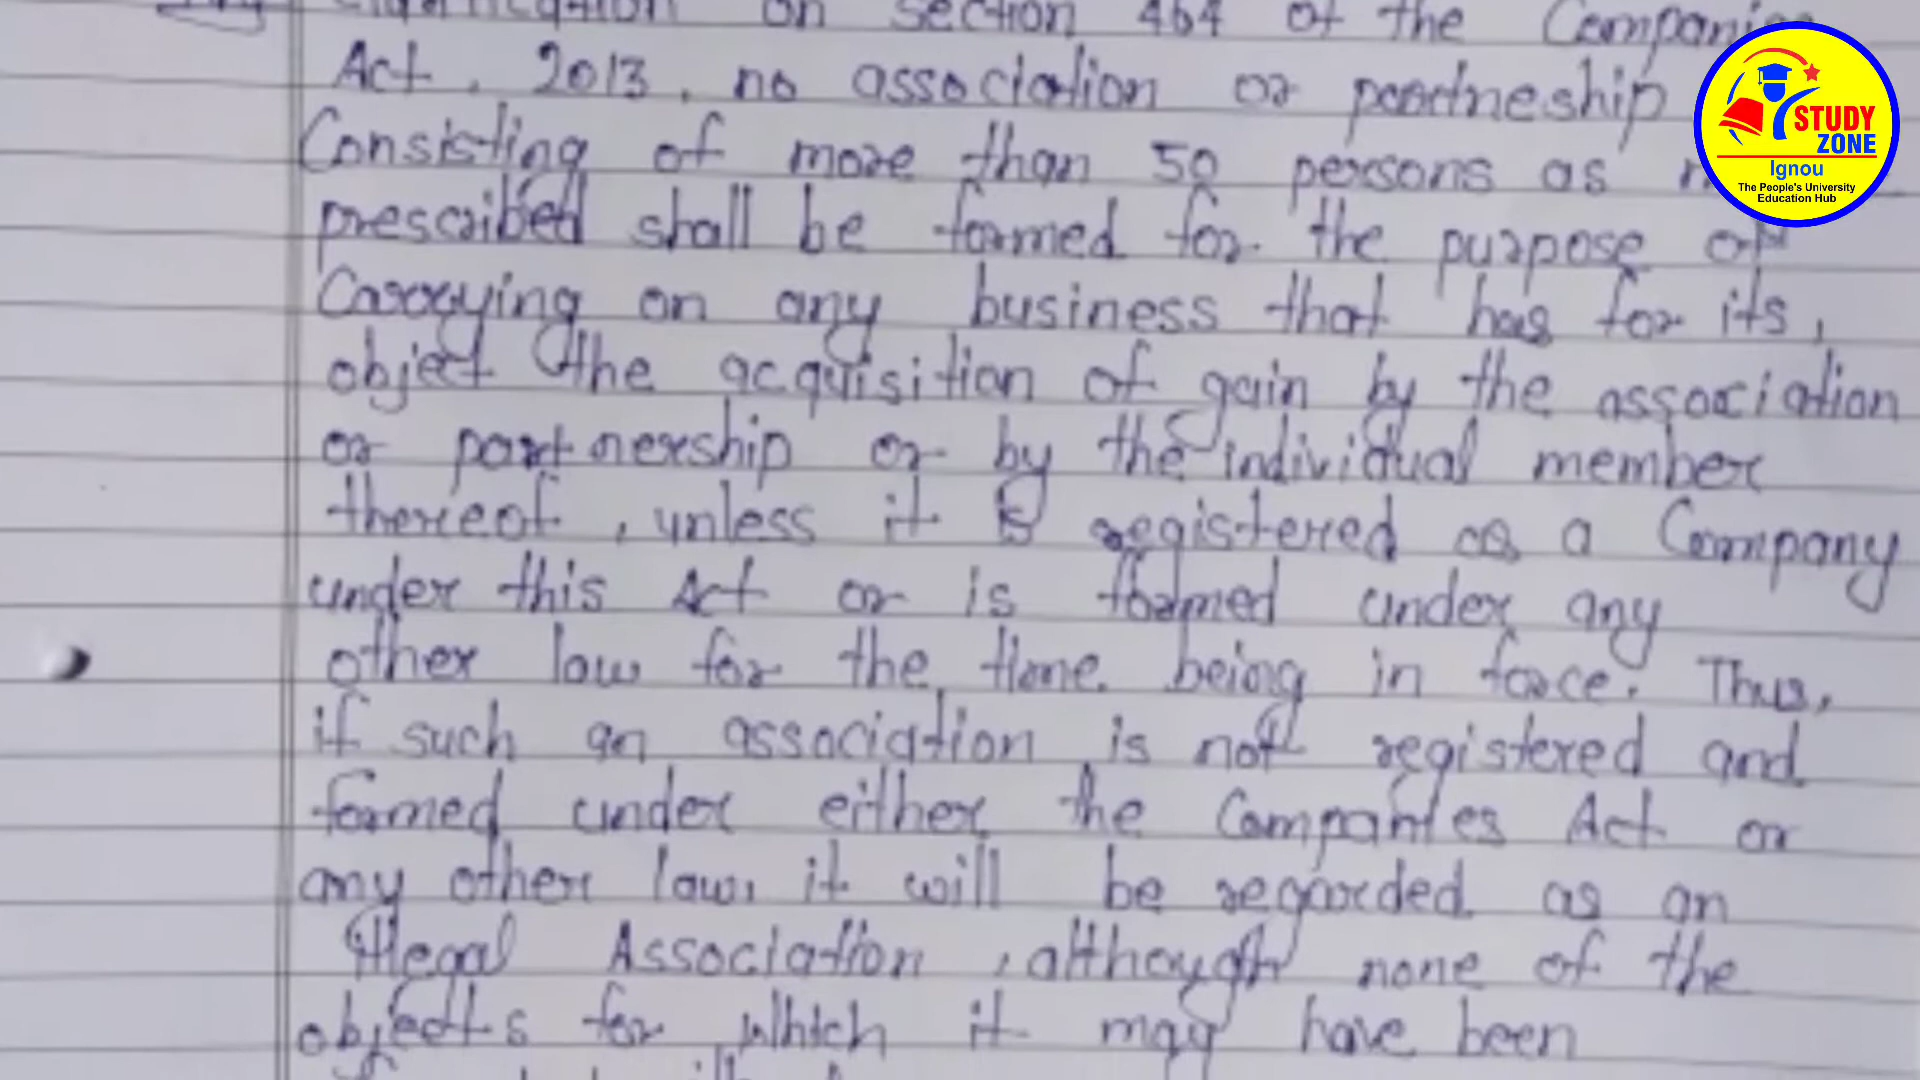 Clarification on section 464 of the Companies
Act, 2013, no association or partneship
Consisting of more than 50 persons as
prescribed shall be formed for the purpose of
Carrying on any business that has for its,
object the acquisition of gain by the association
or partnership or by the individual member
thereof, unless it is registered as a Company
under this Act or is formed under any
other law for the time being in force. Thus,
if such an association is not registered and
formed under either the Companies Act or
any other law, it will be regarded as an
Illegal Association, although none of the
objects for which it may have been
STUDY
ZONE
Ignou
The People's University
Education Hub